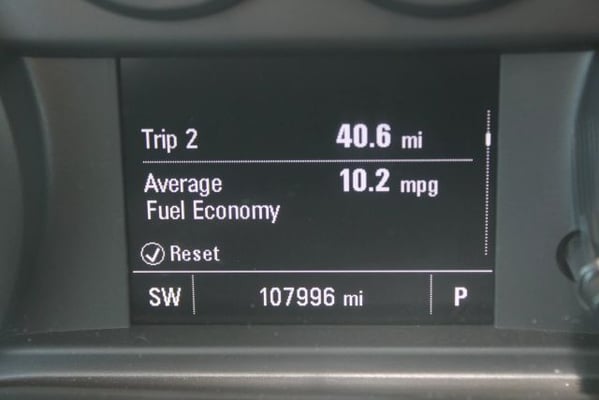 Trip 2 40.6 mi
Average 10.2 mpg
Fuel Economy
Reset
SW 107996 mi P